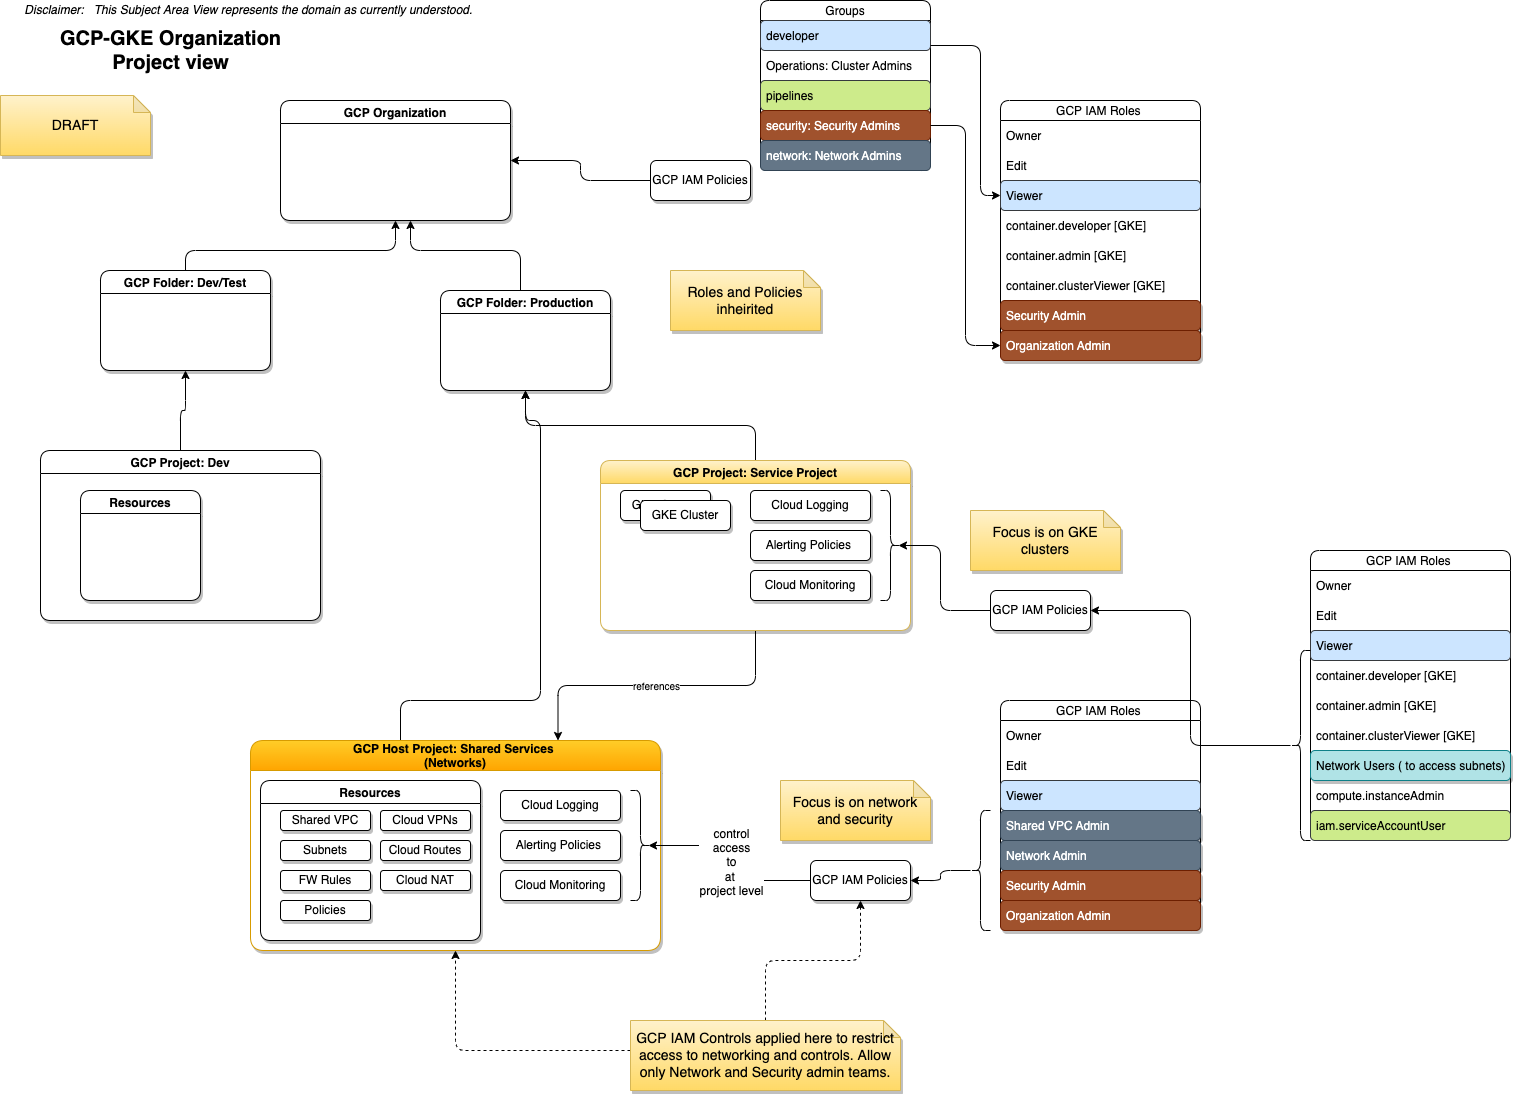 Disclaimer: This Subject Area View represents the domain as currently understood.
GCP-GKE Organization
Project view
DRAFT
GCP Organization
GCP IAM Policies
Groups
developer
Operations: Cluster Admins
pipelines
security: Security Admins
network: Network Admins
GCP IAM Roles
Owner
Edit
Viewer
container.developer [GKE]
container.admin [GKE]
container.clusterViewer [GKE]
Security Admin
Organization Admin
GCP Folder: Dev/Test
GCP Folder: Production
Roles and Policies
inheirited
GCP Project: Dev
Resources
GCP Project: Service Project
G
GKE Cluster
Cloud Logging
Alerting Policies
Cloud Monitoring
Focus is on GKE
clusters
GCP IAM Policies
GCP IAM Roles
Owner
Edit
Viewer
container.developer [GKE]
container.admin [GKE]
container.clusterViewer [GKE]
Network Users ( to access subnets)
compute.instanceAdmin
iam.serviceAccountUser
references
GCP Host Project: Shared Services
(Networks)
Resources
Shared VPC
Cloud VPNs
Subnets
Cloud Routes
FW Rules
Cloud NAT
Policies
Cloud Logging
Alerting Policies
Cloud Monitoring
control
access
to
at
project level
Focus is on network
and security
GCP IAM Policies
GCP IAM Roles
Owner
Edit
Viewer
Shared VPC Admin
Network Admin
Security Admin
Organization Admin
GCP IAM Controls applied here to restrict
access to networking and controls. Allow
only Network and Security admin teams.